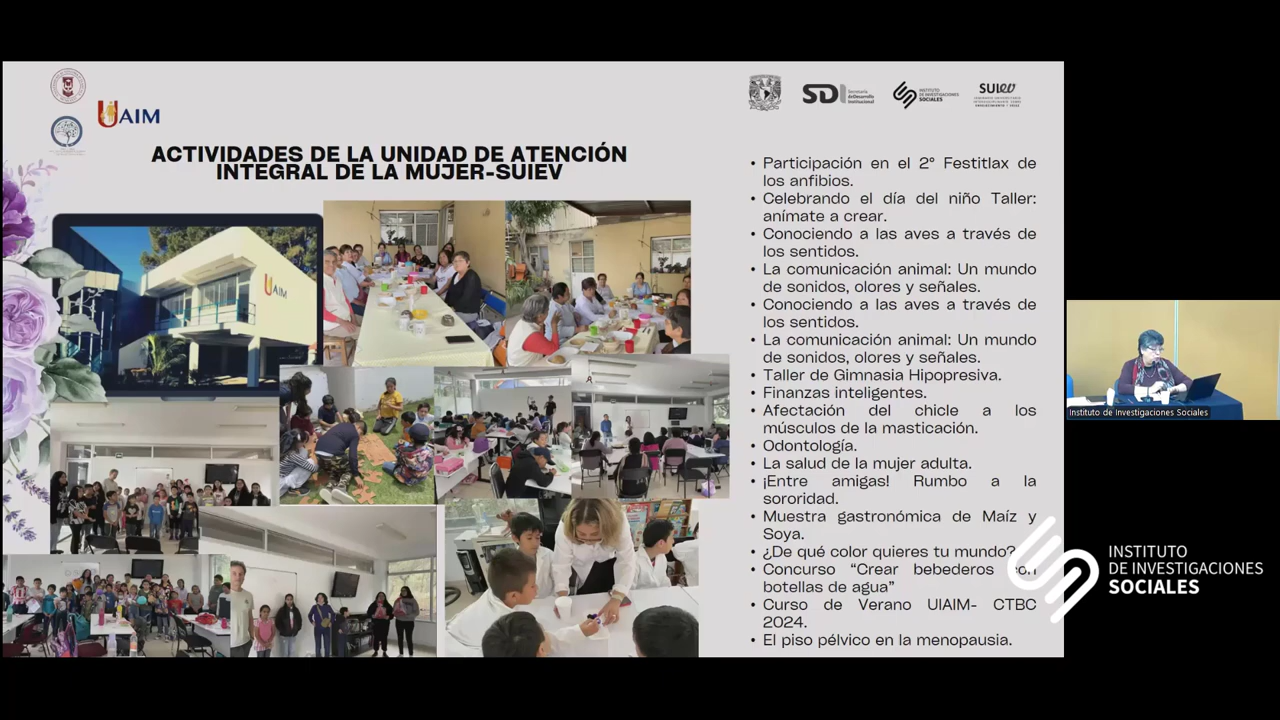 UAIM
SDI
Secretaría
de Desarrollo
Institucional
INSTITUTO
DE INVESTIGACIONES
SOCIALES
SUIEV
ACTIVIDADES DE LA UNIDAD DE ATENCIÓN
INTEGRAL DE LA MUJER-SUIEV
UAIM
• Participación en el 2° Festitlax de
los anfibios.
• Celebrando el día del niño Taller:
anímate a crear.
• Conociendo a las aves a través de
los sentidos.
• La comunicación animal: Un mundo
de sonidos, olores y señales.
• Conociendo a las aves a través de
los sentidos.
• La comunicación animal: Un mundo
de sonidos, olores y señales.
• Taller de Gimnasia Hipopresiva.
• Finanzas inteligentes.
• Afectación del chicle a los
músculos de la masticación.
• Odontología.
• La salud de la mujer adulta.
• ¡Entre amigas! Rumbo a la
sororidad.
• Muestra gastronómica de Maíz y
Soya.
• ¿De qué color quieres tu mundo?
• Concurso “Crear bebederos con
botellas de agua”
• Curso de Verano UIAIM- CTBC
2024.
• El piso pélvico en la menopausia.
Instituto de Investigaciones Sociales
INSTITUTO
DE INVESTIGACIONES
SOCIALES